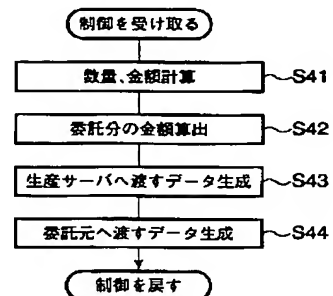 制御を受け取る
数量、金額計算 S41
委託分の金額算出 S42
生産サーバへ渡すデータ生成 S43
委託元へ渡すデータ生成 S44
制御を戻す